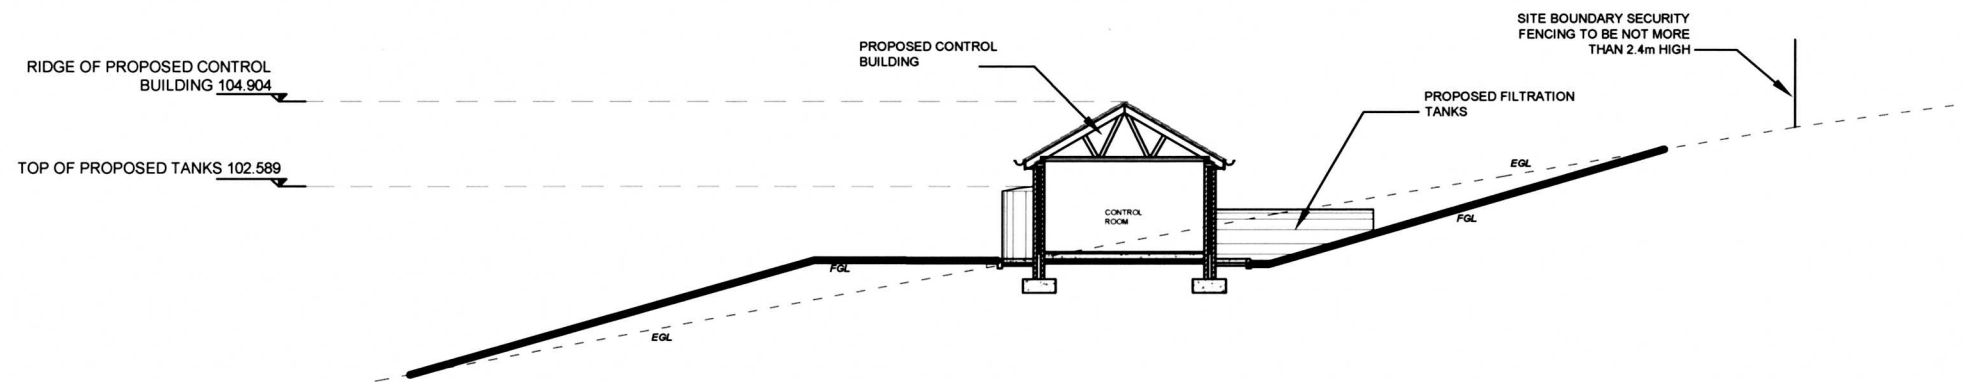 SITE BOUNDARY SECURITY
FENCING TO BE NOT MORE
THAN 2.4m HIGH
PROPOSED CONTROL
BUILDING
RIDGE OF PROPOSED CONTROL
BUILDING 104.904
PROPOSED FILTRATION
TANKS
TOP OF PROPOSED TANKS 102.589
EGL
CONTROL
ROOM
FGL
FGL
EGL